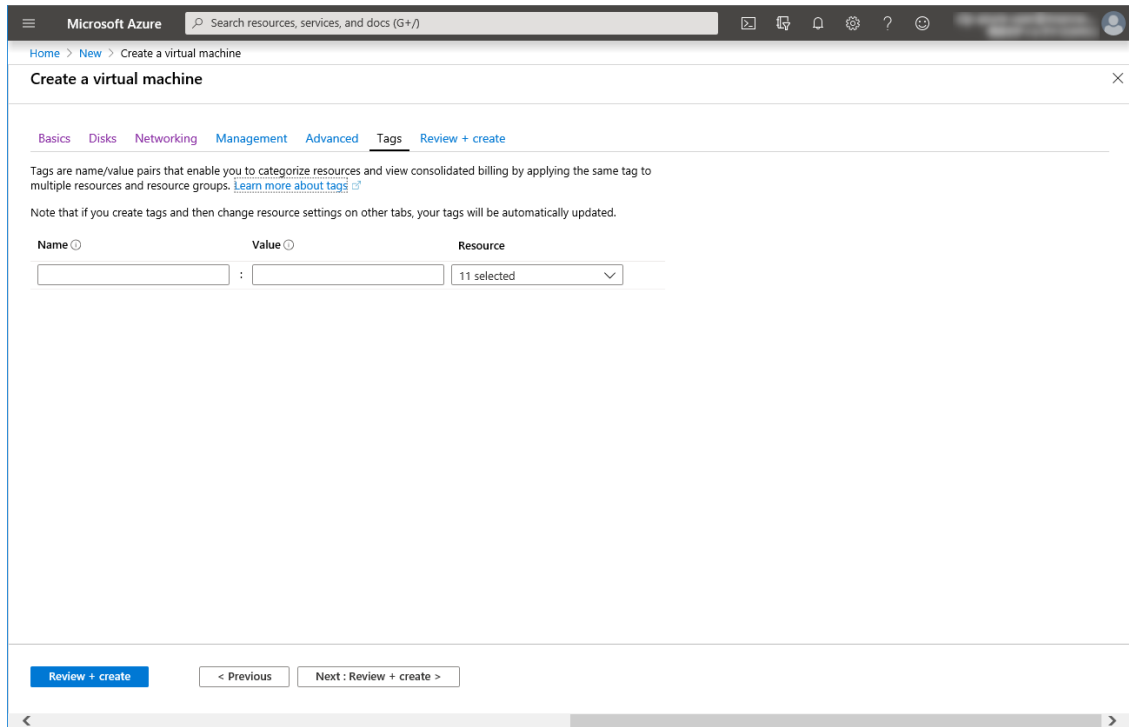 Microsoft Azure
Search resources, services, and docs (G+/)
Home > New > Create a virtual machine
Create a virtual machine
Basics Disks Networking Management Advanced Tags Review + create
Tags are name/value pairs that enable you to categorize resources and view consolidated billing by applying the same tag to
multiple resources and resource groups. Learn more about tags
Note that if you create tags and then change resource settings on other tabs, your tags will be automatically updated.
Name Value Resource
: 11 selected
Review + create < Previous Next : Review + create >